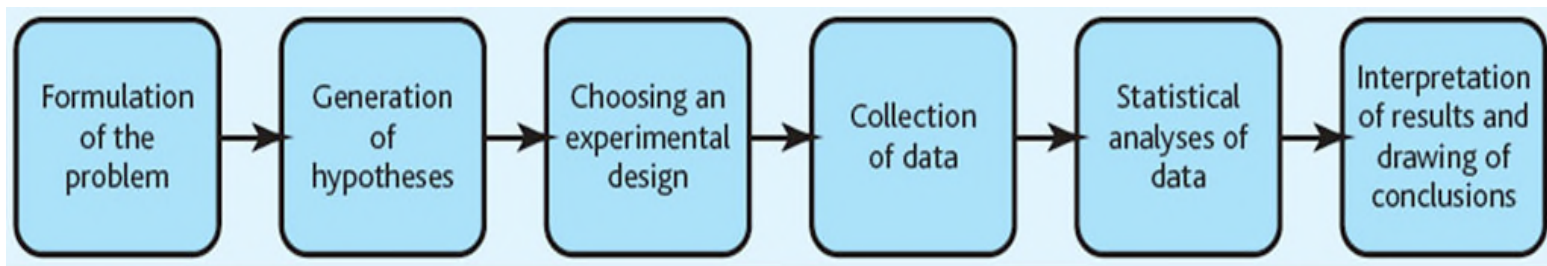 Formulation
of the
problem
Generation
of
hypotheses
Choosing an
experimental
design
Collection
of data
Statistical
analyses of
data
Interpretation
of results and
drawing of
conclusions